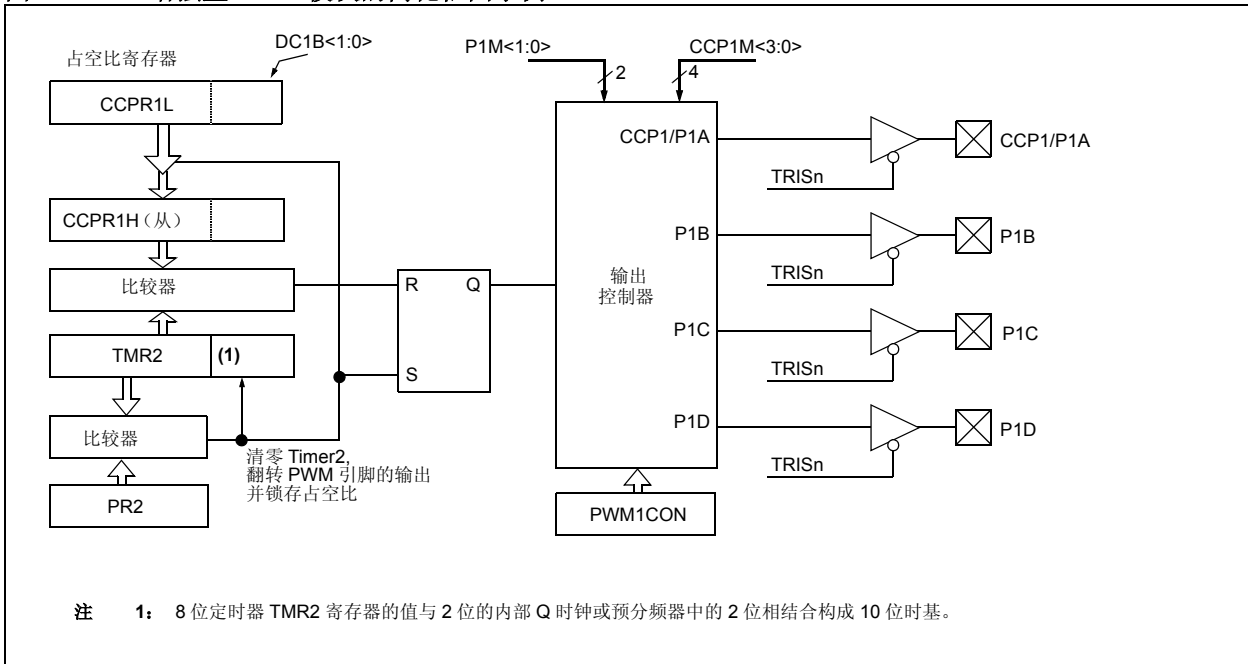 DC1B<1:0>
P1M<1:0>
CCP1M<3:0>
占空比寄存器
2
4
CCPR1L
CCP1/P1A
CCP1/P1A
TRISn
CCPR1H（从）
P1B
P1B
比较器
R
Q
输出
控制器
TRISn
TMR2
(1)
P1C
P1C
S
TRISn
比较器
P1D
P1D
清零 Timer2,
翻转 PWM 引脚的输出
并锁存占空比
TRISn
PR2
PWM1CON
注 1： 8 位定时器 TMR2 寄存器的值与 2 位的内部 Q 时钟或预分频器中的 2 位相结合构成 10 位时基。